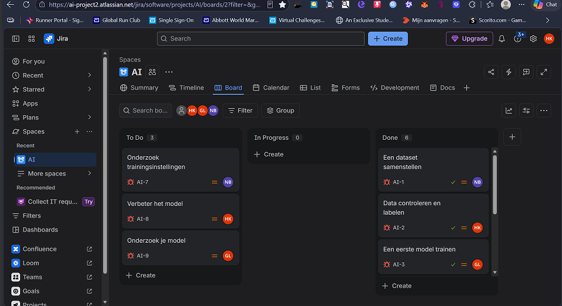 https://ai-project2.atlassian.net/jira/software/projects/AI/boards/2?filter=&g...
Chat
Runner Portal - Sig...
Global Run Club
Single Sign-On
Abbott World Marr...
Virtual Challenges...
An Exclusive Studen...
Mijn aanvragen - S...
Scorito.com - Gam...
Jira
Search
+ Create
Upgrade
3+
HK
For you
Recent
Starred
Apps
Plans
Spaces
Recent
AI
More spaces
Recommended
Collect IT requ...
Try
Filters
Dashboards
Confluence
Loom
Teams
Goals
Projects
Spaces
AI
Summary
Timeline
Board
Calendar
List
Forms
Development
Docs
Search bo...
HK
GL
NB
Filter
Group
To Do 3
Onderzoek
trainingsinstellingen
AI-7
NB
Verbeter het model
AI-8
HK
Onderzoek je model
AI-9
GL
+ Create
In Progress 0
+ Create
Done 6
Een dataset
samenstellen
AI-1
NB
Data controleren en
labelen
AI-2
HK
Een eerste model trainen
AI-3
GL
+ Create